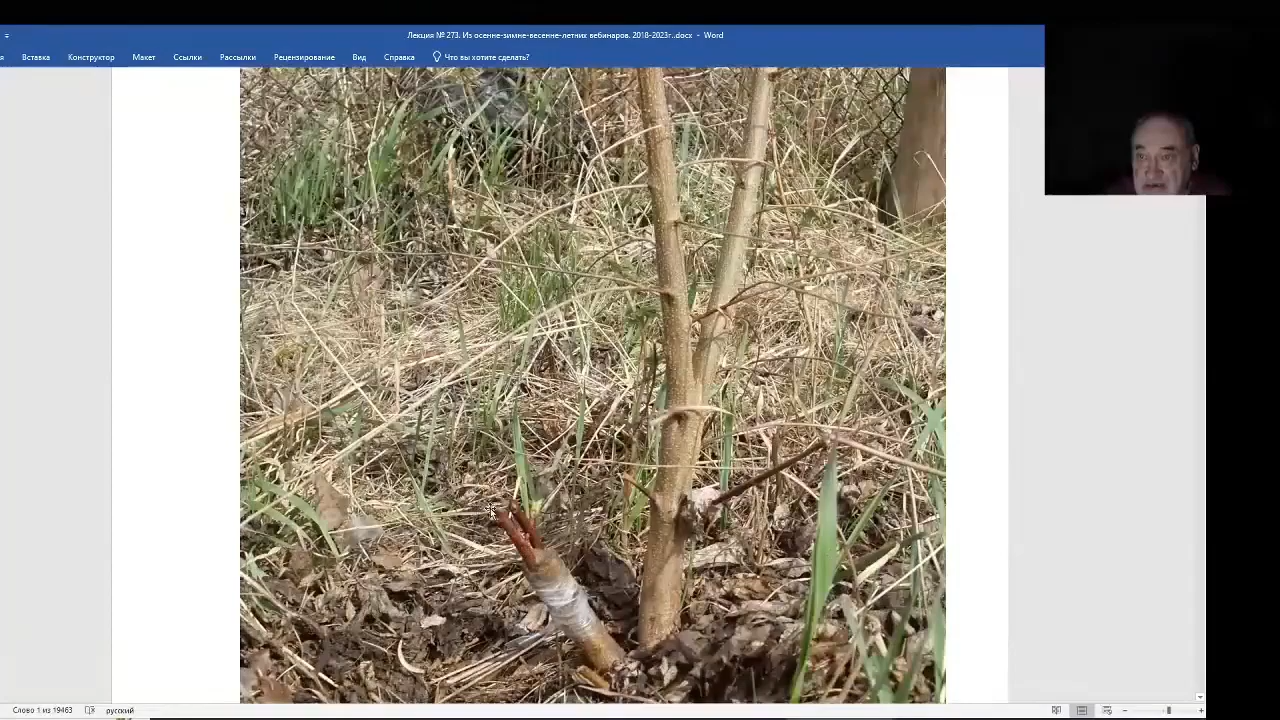 Лекция № 273. Из осенне-зимне-весенне-летних вебинаров. 2018-2023г..docx - Word
я Вставка Конструктор Макет Ссылки Рассылки Рецензирование Вид Справка Что вы хотите сделать?
Слово 1 из 19463 русский